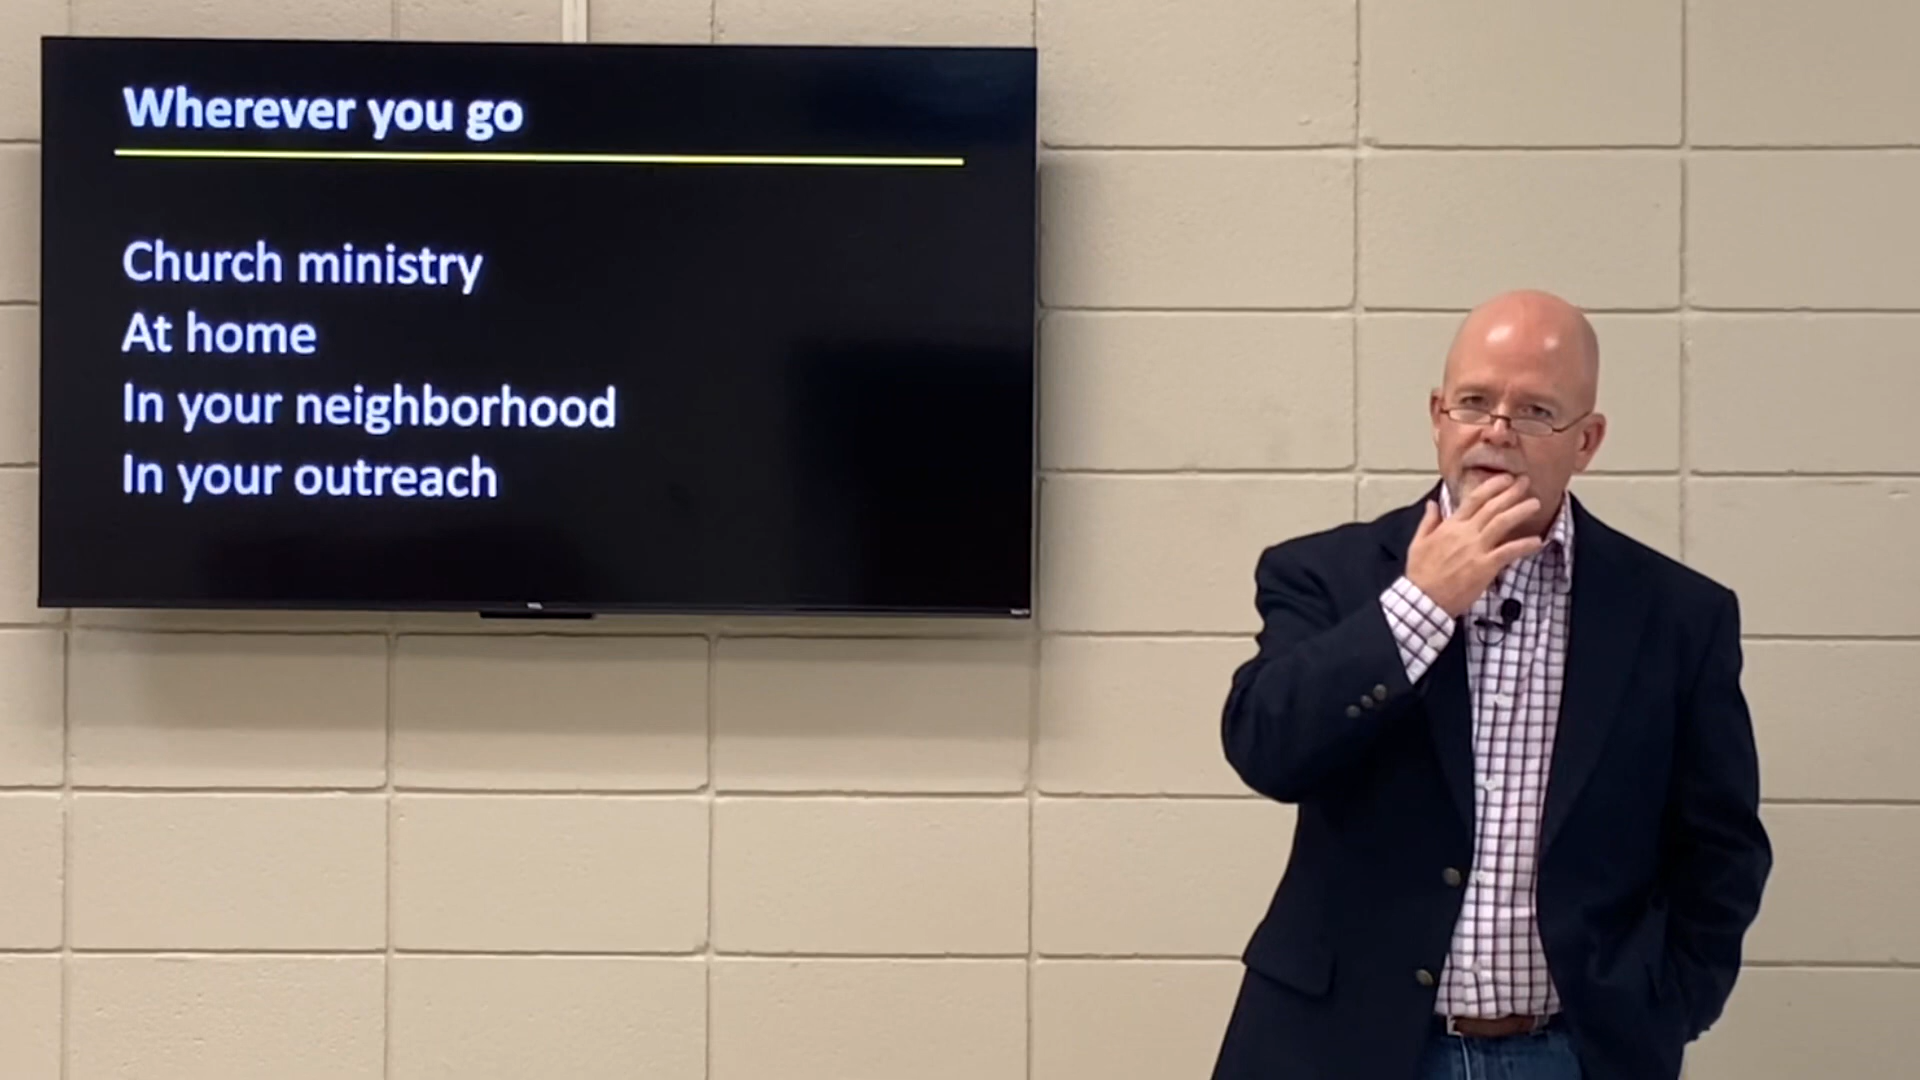 Wherever you go
Church ministry
At home
In your neighborhood
In your outreach